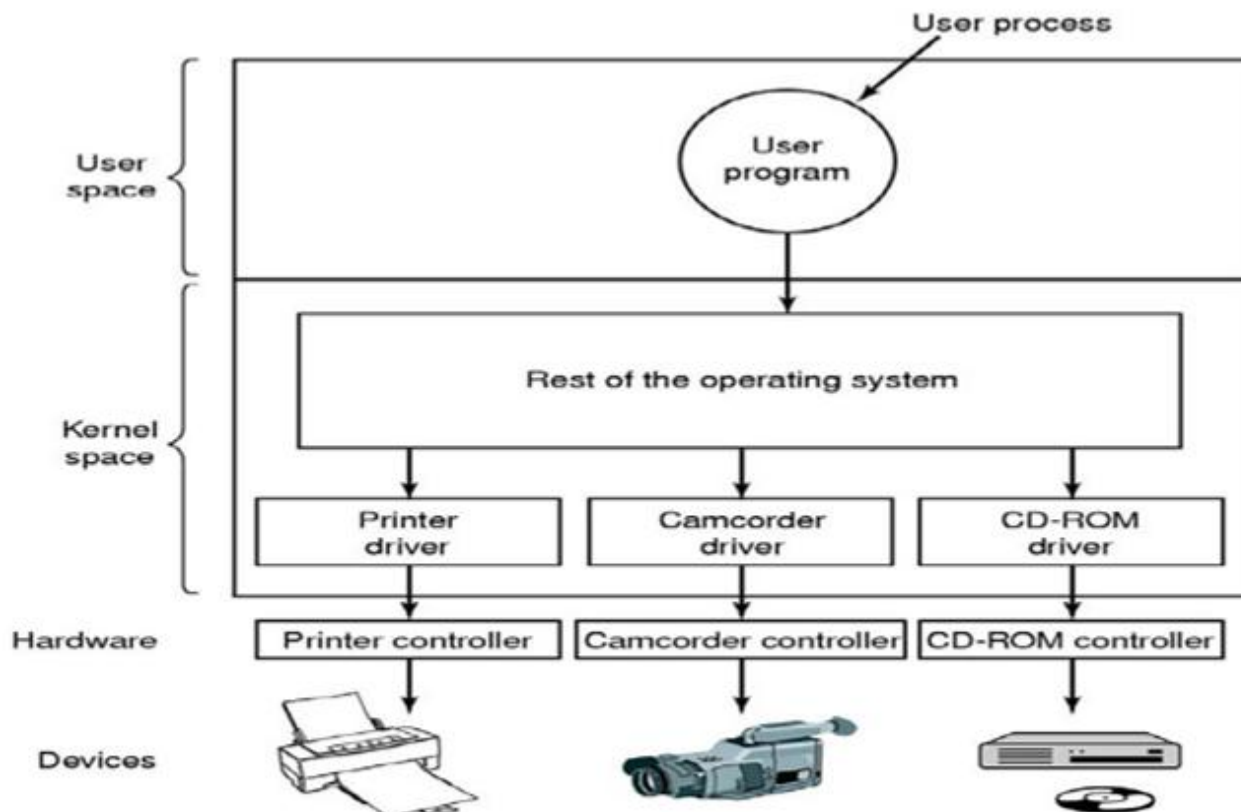 User process
User
program
User
space
Rest of the operating system
Kernel
space
Printer
driver
Camcorder
driver
CD-ROM
driver
Hardware
Printer controller
Camcorder controller
CD-ROM controller
Devices